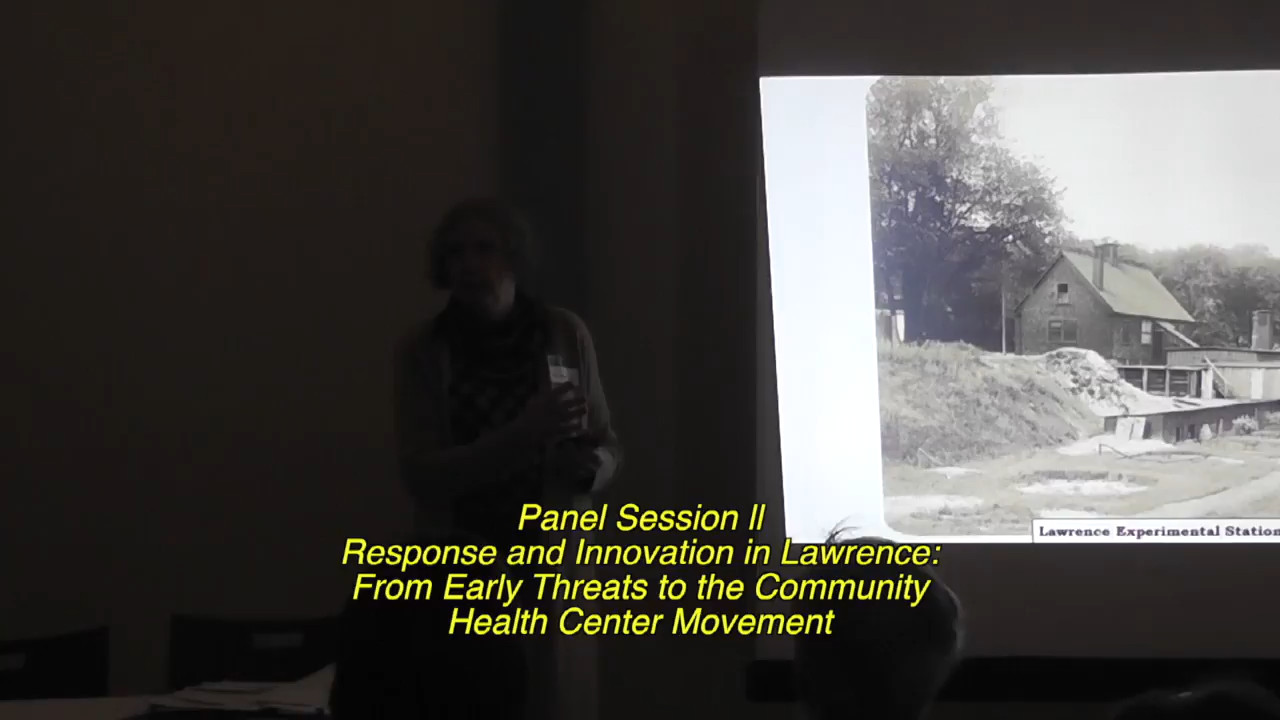 Lawrence Experimental Station
Panel Session ll
Response and Innovation in Lawrence:
From Early Threats to the Community
Health Center Movement